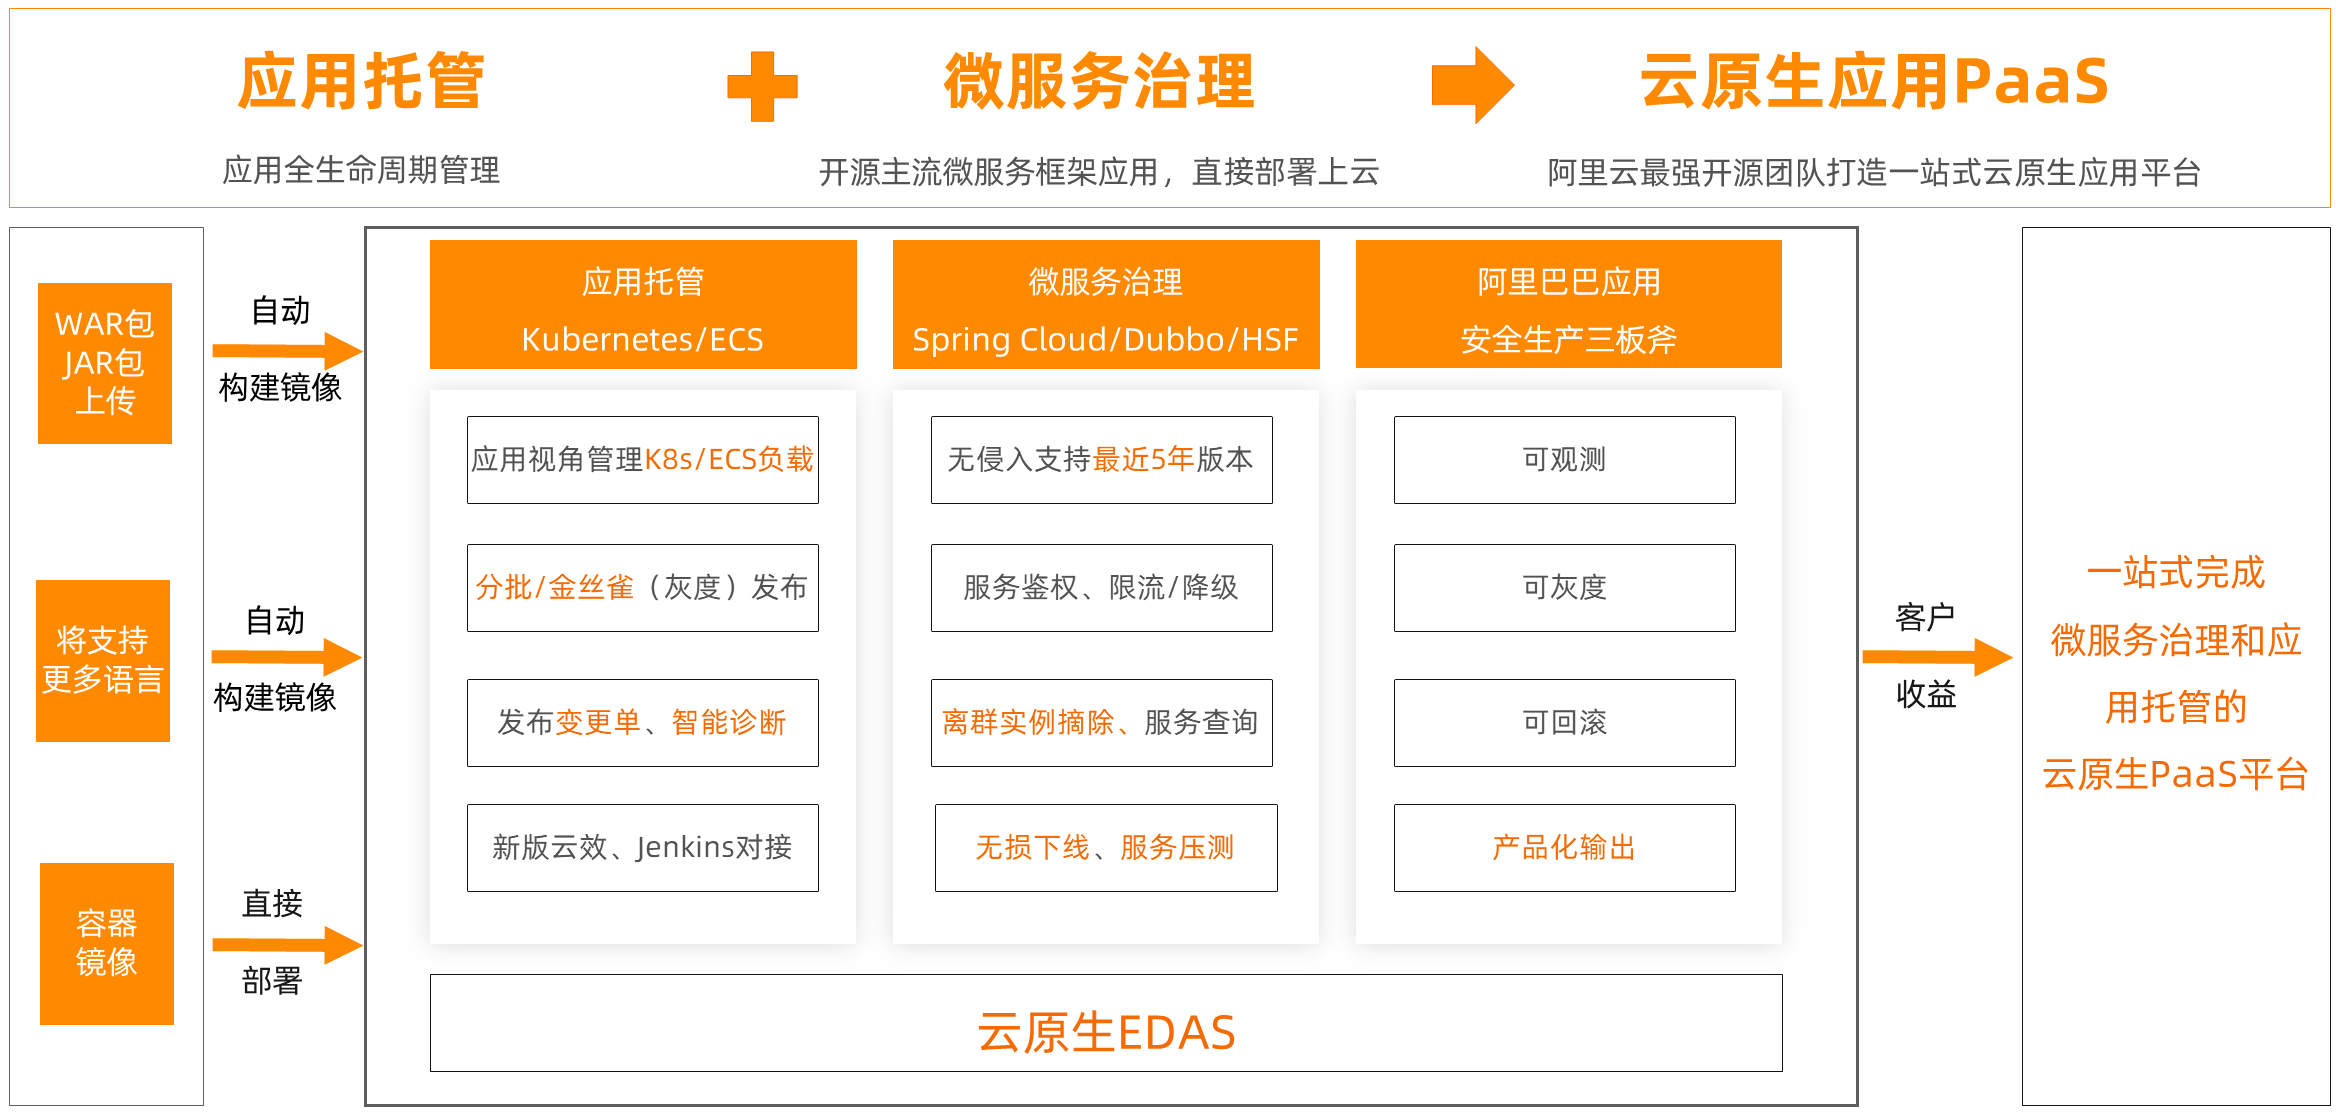 应用托管
微服务治理
云原生应用PaaS
应用全生命周期管理
开源主流微服务框架应用，直接部署上云
阿里云最强开源团队打造一站式云原生应用平台
WAR包
JAR包
上传
自动
构建镜像
将支持
更多语言
自动
构建镜像
容器
镜像
直接
部署
应用托管
Kubernetes/ECS
应用视角管理K8s/ECS负载
分批/金丝雀（灰度）发布
发布变更单、智能诊断
新版云效、Jenkins对接
微服务治理
Spring Cloud/Dubbo/HSF
无侵入支持最近5年版本
服务鉴权、限流/降级
离群实例摘除、服务查询
无损下线、服务压测
阿里巴巴应用
安全生产三板斧
可观测
可灰度
可回滚
产品化输出
云原生EDAS
客户
收益
一站式完成
微服务治理和应
用托管的
云原生PaaS平台